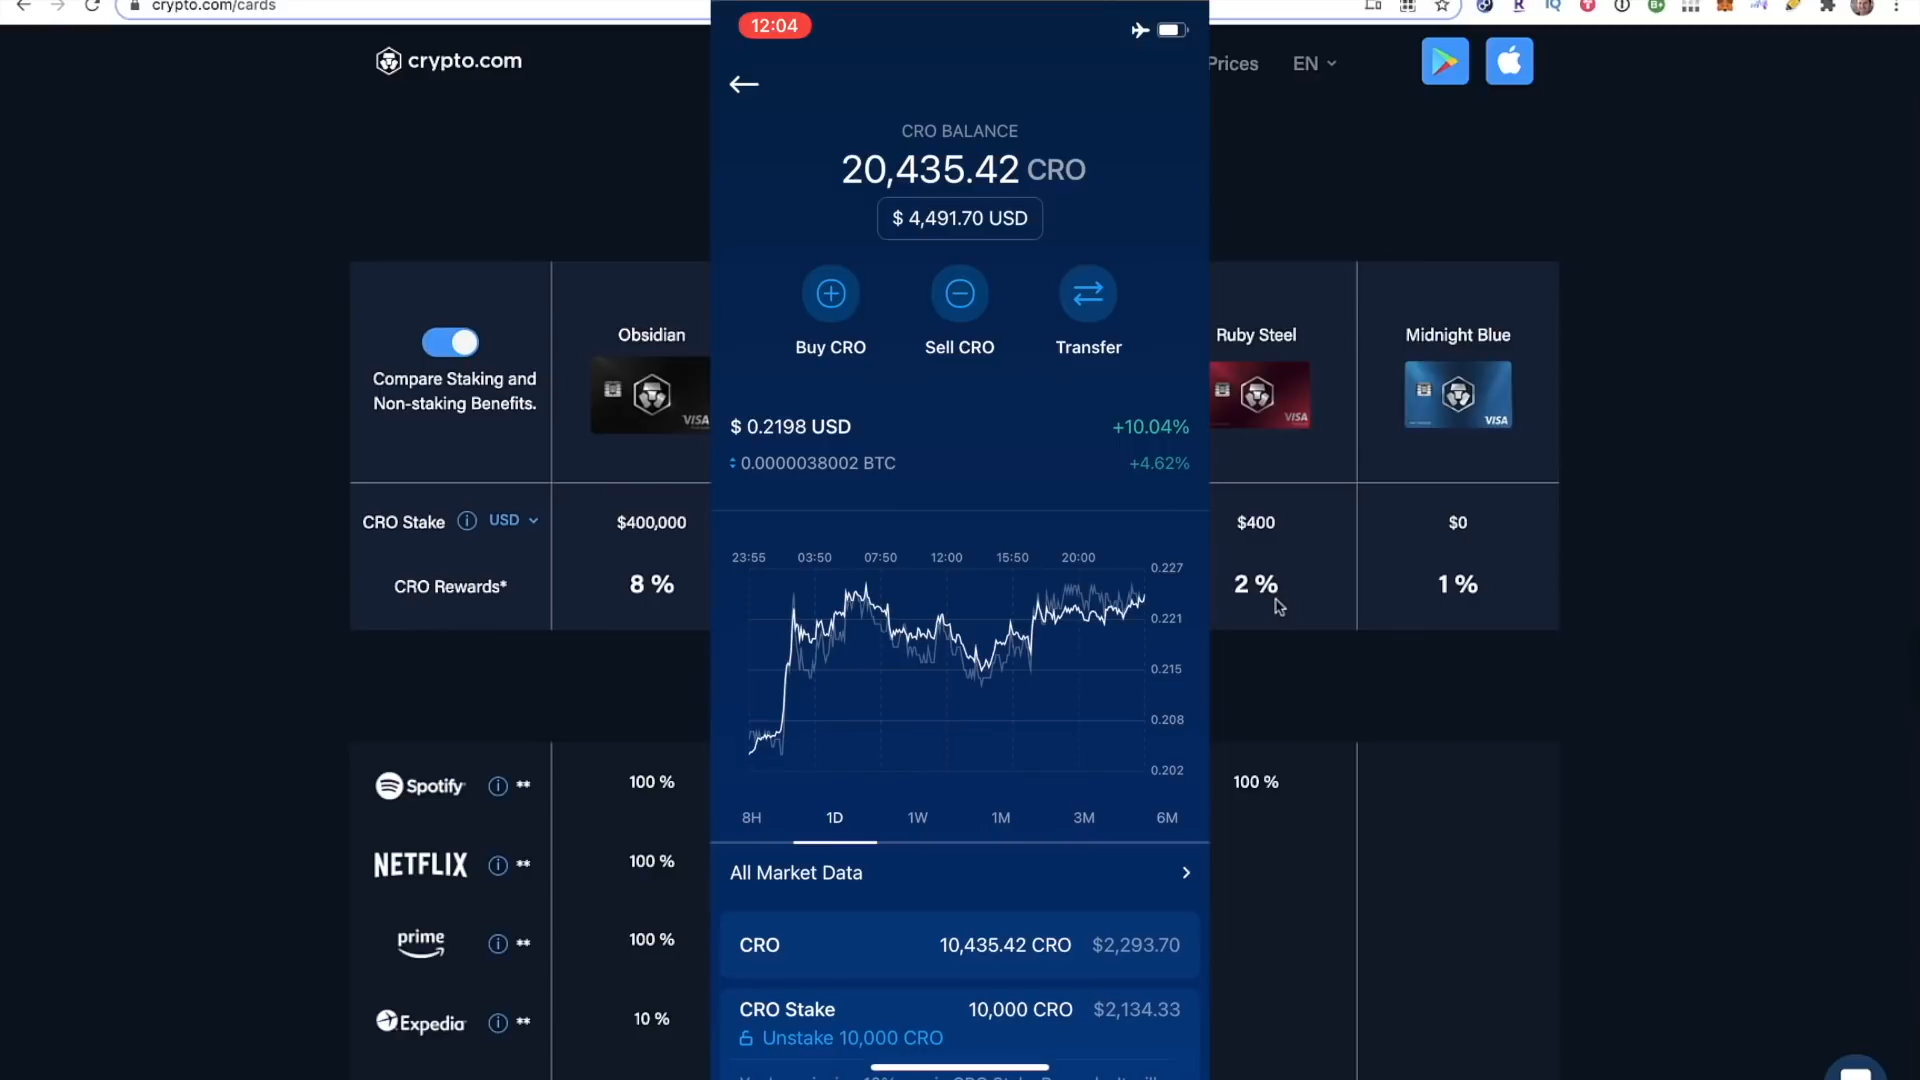 crypto.com/cards
12:04
crypto.com
Prices
EN
CRO BALANCE
20,435.42 CRO
$ 4,491.70 USD
Buy CRO
Sell CRO
Transfer
$ 0.2198 USD
+10.04%
0.0000038002 BTC
+4.62%
23:55 03:50 07:50 12:00 15:50 20:00
0.227
0.221
0.215
0.208
0.202
8H 1D 1W 1M 3M 6M
All Market Data
CRO 10,435.42 CRO $2,293.70
CRO Stake 10,000 CRO $2,134.33
Unstake 10,000 CRO
Compare Staking and
Non-staking Benefits.
Obsidian
VISA
Ruby Steel
VISA
Midnight Blue
VISA
CRO Stake USD $400,000 $400 $0
CRO Rewards* 8 % 2 % 1 %
Spotify ** 100 % 100 %
NETFLIX ** 100 %
prime ** 100 %
Expedia ** 10 %